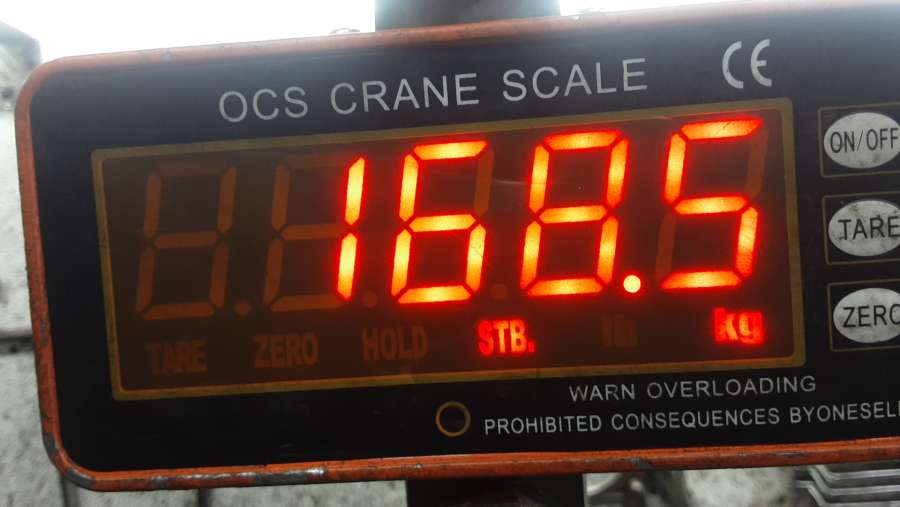 OCS CRANE SCALE CE
ON/OFF
168.5
TARE
TARE ZERO HOLD STB. lb kg
ZERO
WARN OVERLOADING
PROHIBITED CONSEQUENCES BYONESEL